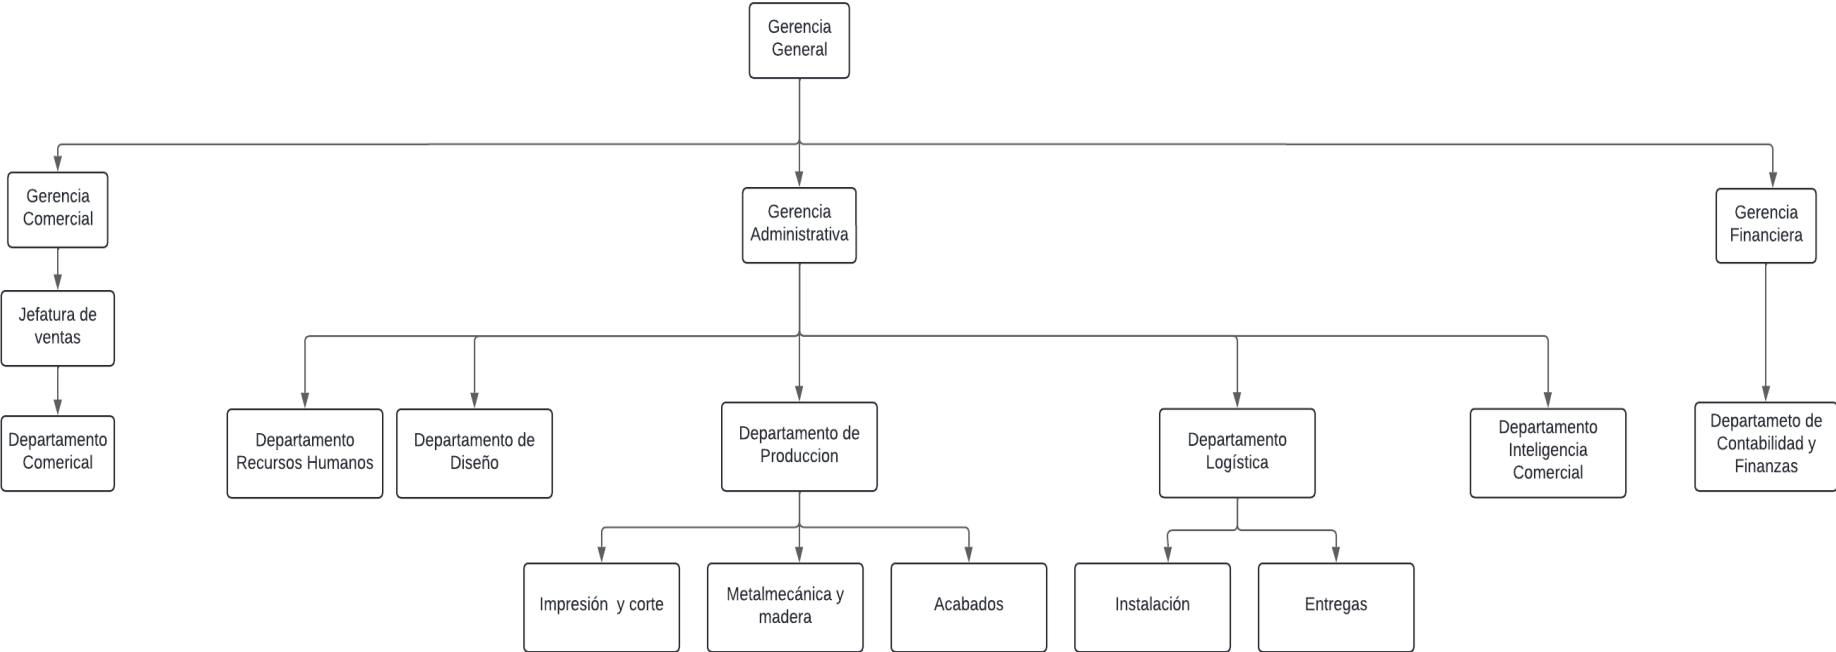 Gerencia
General
Gerencia
Comercial
Gerencia
Administrativa
Gerencia
Financiera
Jefatura de
ventas
Departamento
Comerical
Departamento
Recursos Humanos
Departamento de
Diseño
Departamento de
Produccion
Departamento
Logística
Departamento
Inteligencia
Comercial
Departameto de
Contabilidad y
Finanzas
Impresión  y corte
Metalmecánica y
madera
Acabados
Instalación
Entregas